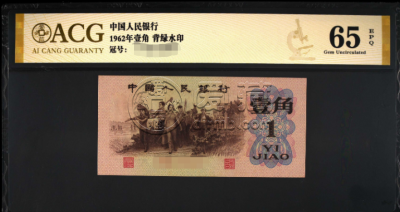 ACG
AI CANG GUARANTY
中国人民银行
1962年壹角 背绿水印
冠号:
65
EPQ
Gem Uncirculated
中国人民银行
壹角
1
YI
JIAO